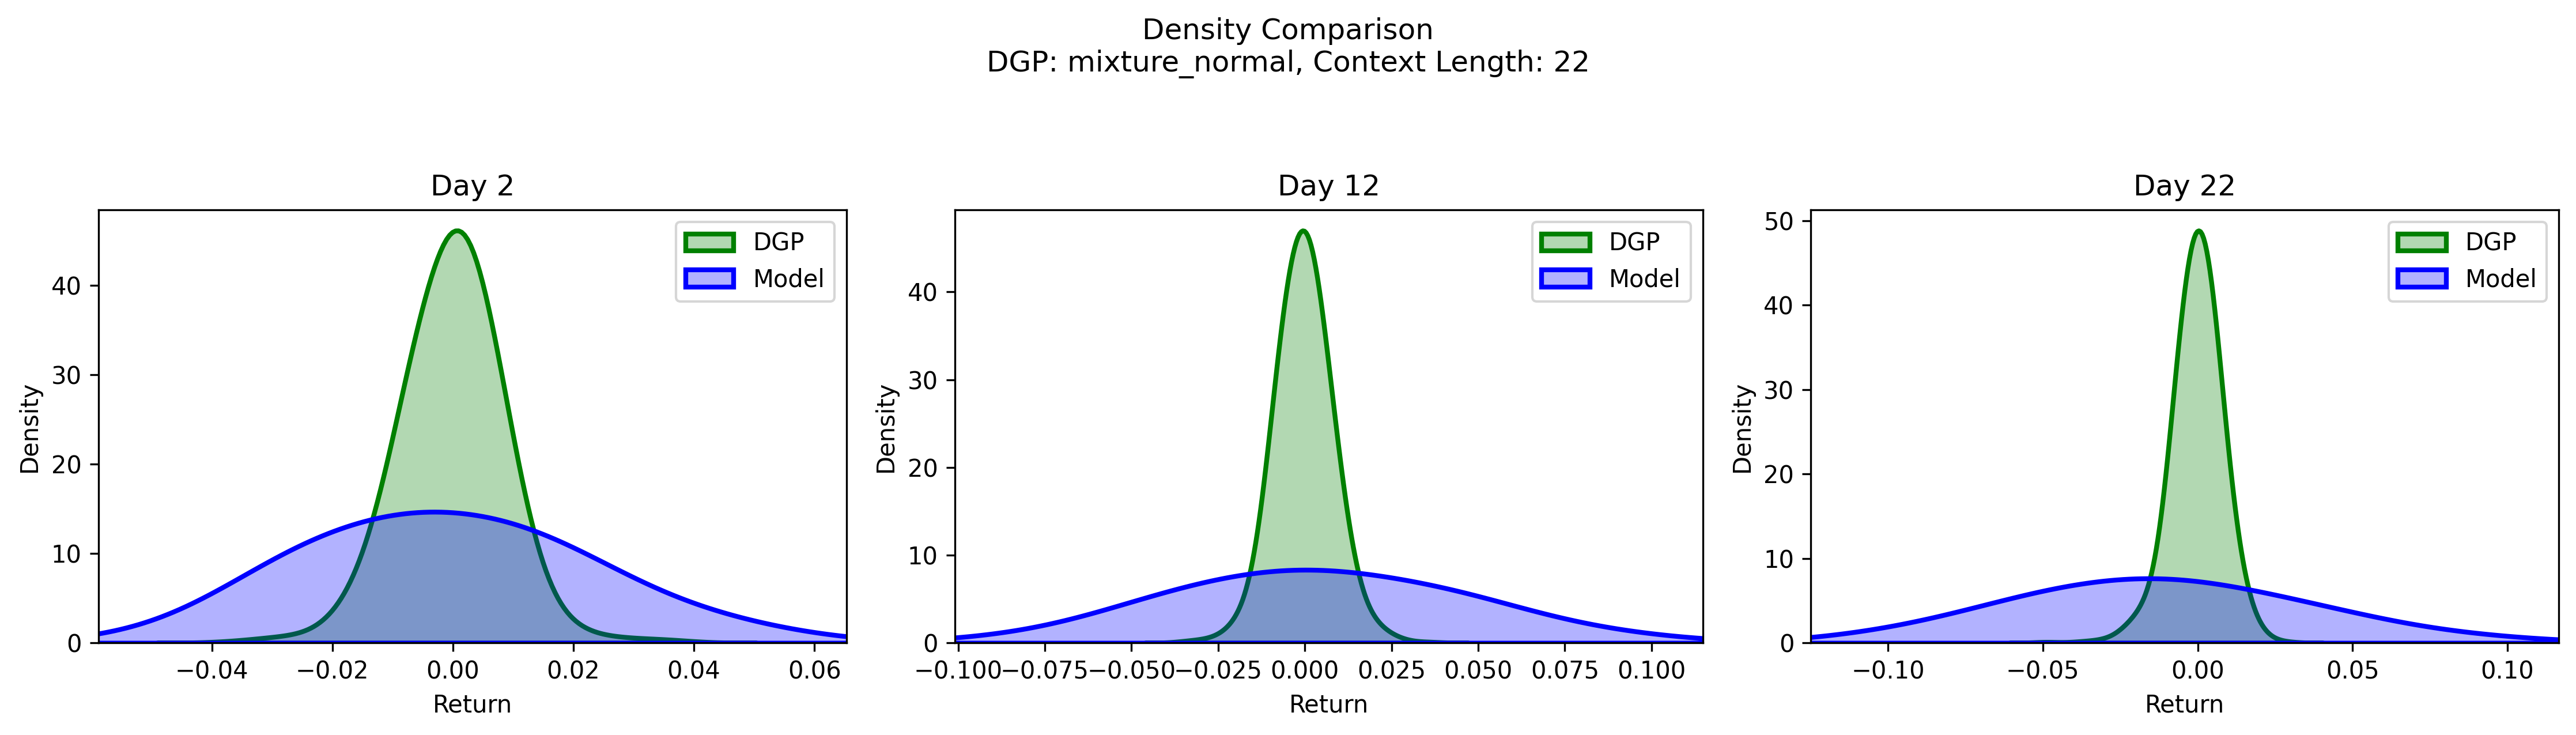 Density Comparison
DGP: mixture_normal, Context Length: 22
Day 2
Density
40
30
20
10
0
−0.04 −0.02 0.00 0.02 0.04 0.06
Return
DGP
Model
Day 12
Density
40
30
20
10
0
−0.100 −0.075 −0.050 −0.025 0.000 0.025 0.050 0.075 0.100
Return
DGP
Model
Day 22
Density
50
40
30
20
10
0
−0.10 −0.05 0.00 0.05 0.10
Return
DGP
Model